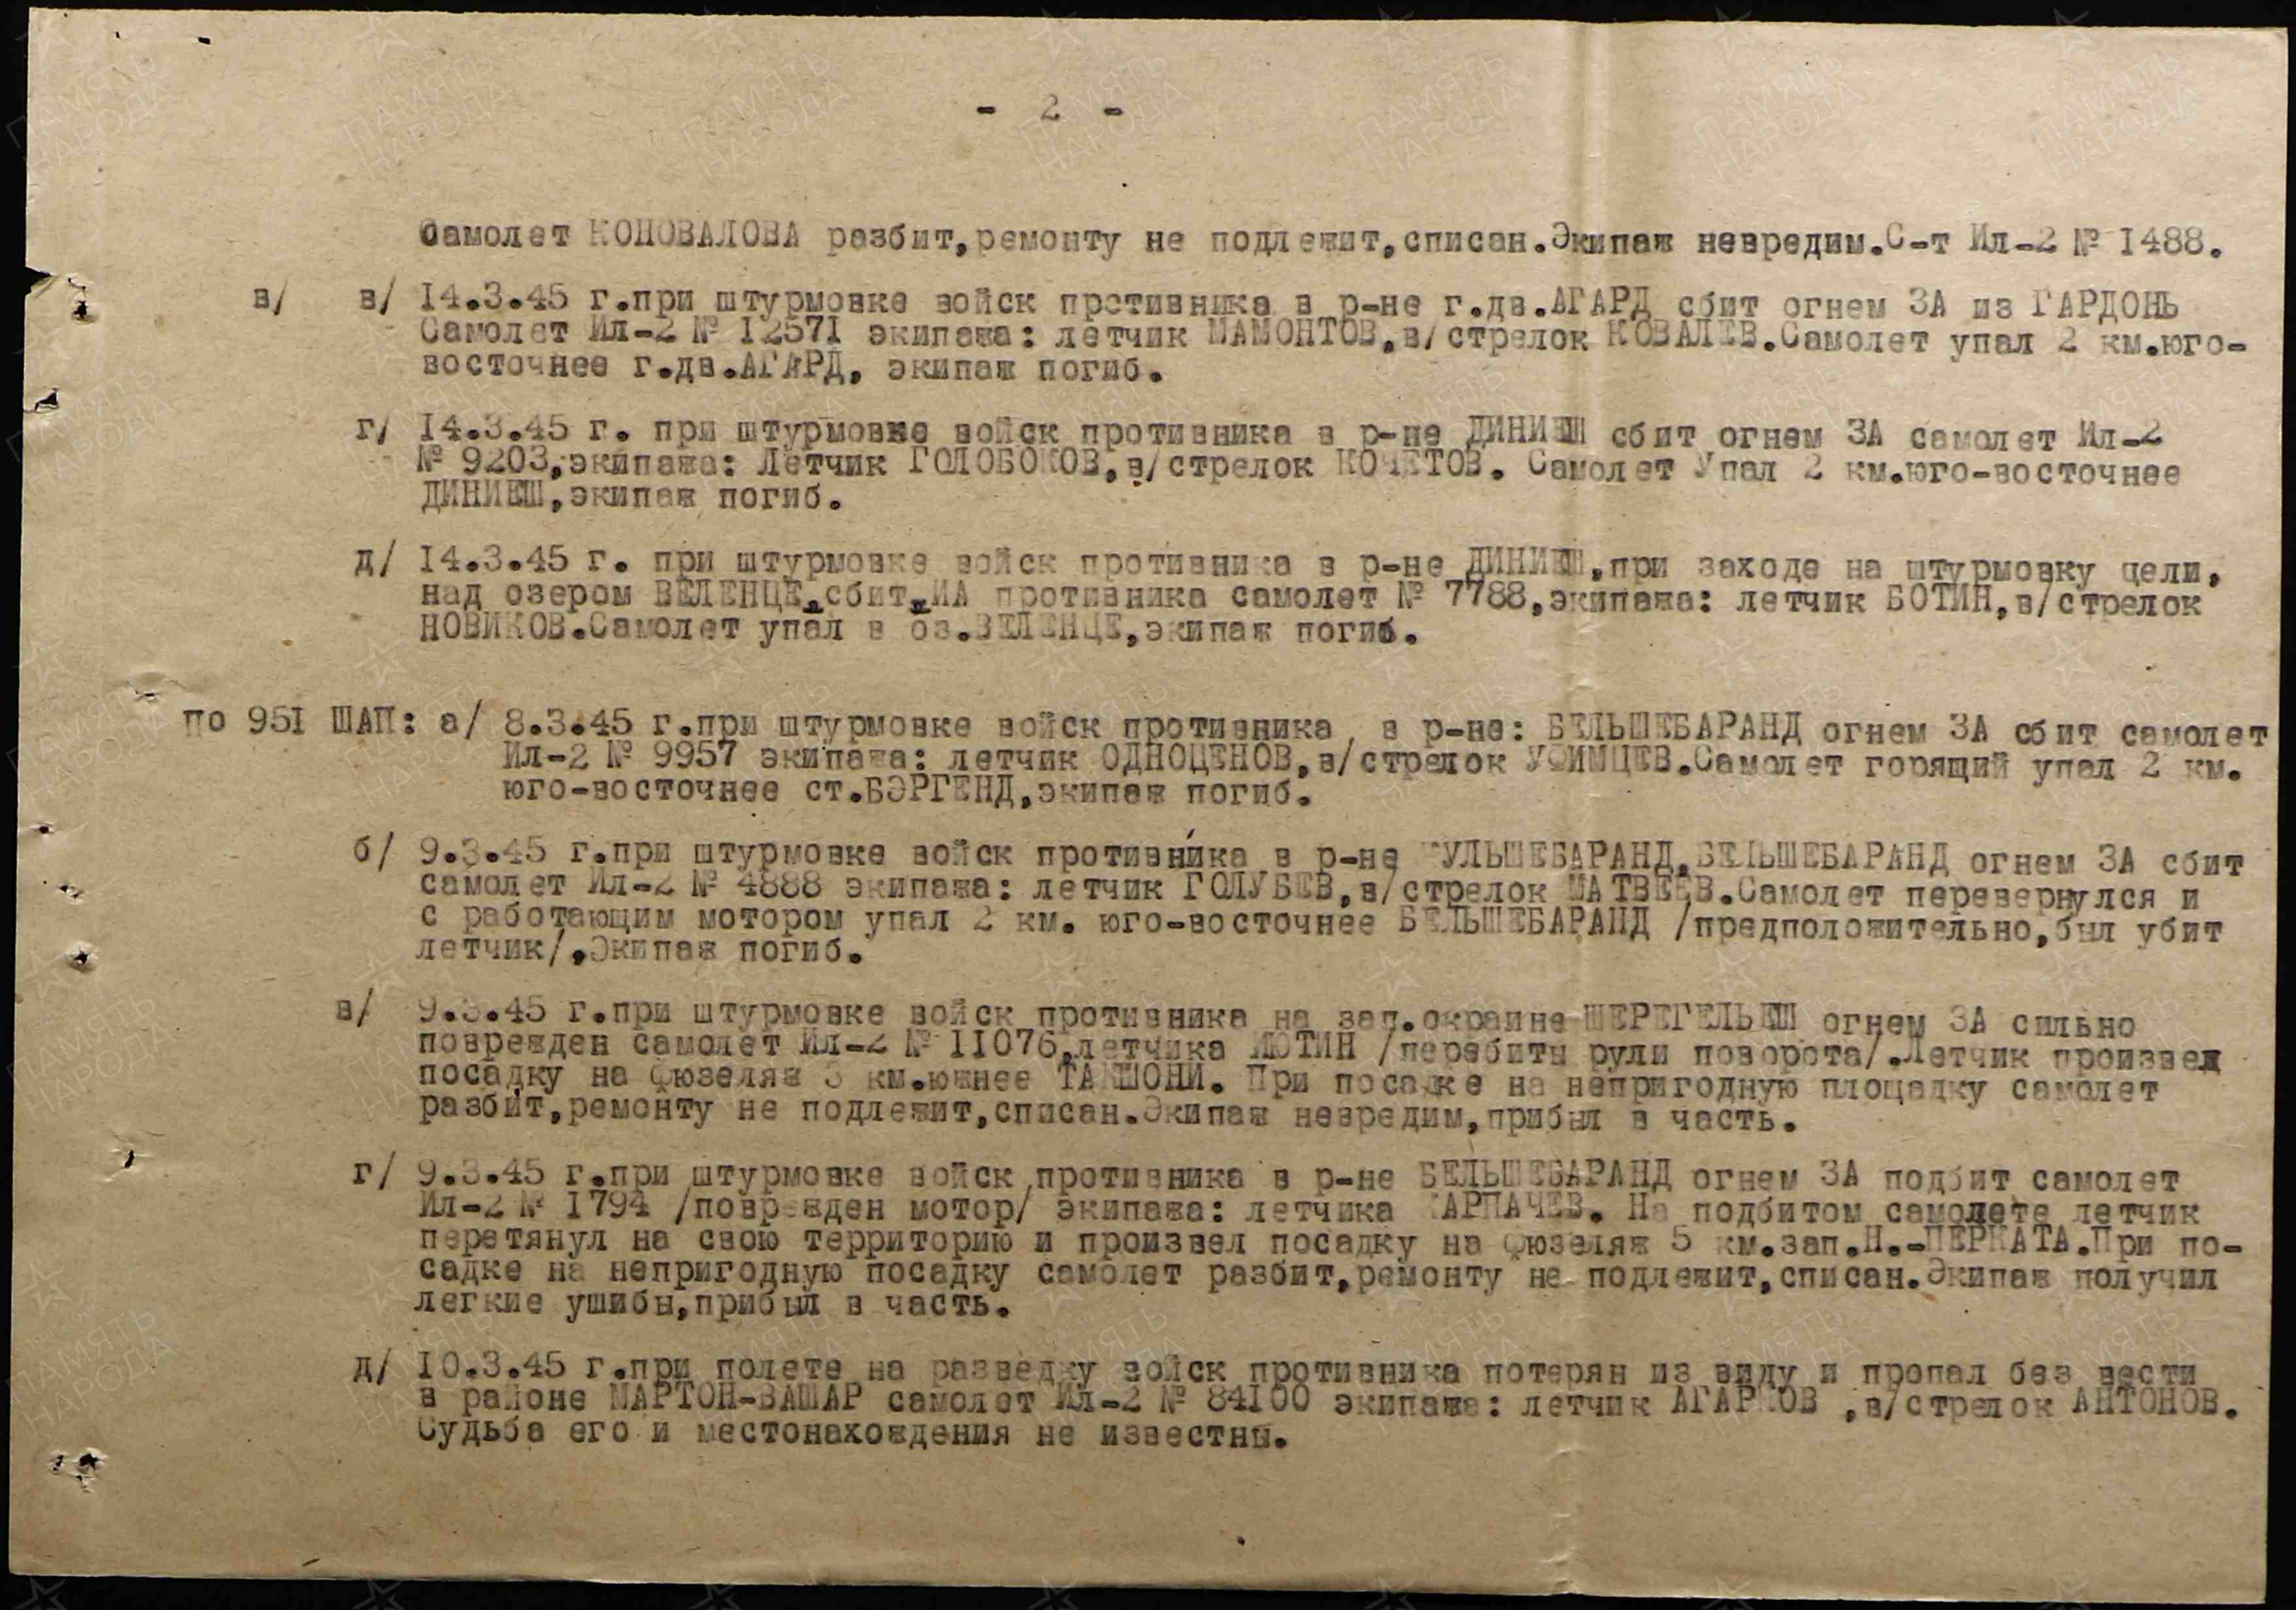 - 2 -
Самолет КОНОВАЛОВА разбит,ремонту не подлежит,списан.Экипаж невредим.С-т Ил-2 № 1488.
в/ в/ 14.3.45 г.при штурмовке войск противника в р-не г.дв.АГАРД сбит огнем ЗА из ГАРДОНЬ
Самолет Ил-2 № 12571 экипажа: летчик МАМОНТОВ,в/стрелок КОВАЛЕВ.Самолет упал 2 км.юго-
восточнее г.дв.АГАРД, экипаж погиб.
г/ 14.3.45 г. при штурмовке войск противника в р-не ДИНИЕШ сбит огнем ЗА самолет Ил-2
№ 9203,экипажа: Летчик ГОЛОБОКОВ,в/стрелок КОЧЕТОВ. Самолет Упал 2 км.юго-восточнее
ДИНИЕШ,экипаж погиб.
д/ 14.3.45 г. при штурмовке войск противника в р-не ДИНИЕШ,при заходе на штурмовку цели,
над озером ВЕЛЕНЦЕ,сбит ИА противника самолет № 7788,экипажа: летчик БОТИН,в/стрелок
НОВИКОВ.Самолет упал в оз.ВЕЛЕНЦЕ,экипаж погиб.
по 951 ШАП: а/ 8.3.45 г.при штурмовке войск противника в р-не: БЕЛЬШЕБАРАНД огнем ЗА сбит самолет
Ил-2 № 9957 экипажа: летчик ОДНОЦЕНОВ,в/стрелок УФИМЦЕВ.Самолет горящий упал 2 км.
юго-восточнее ст.БЭРГЕНД,экипаж погиб.
б/ 9.3.45 г.при штурмовке войск противника в р-не УЛЬШЕБАРАНД,БЕЛЬШЕБАРАНД огнем ЗА сбит
самолет Ил-2 № 4888 экипажа: летчик ГОЛУБЕВ,в/стрелок МАТВЕЕВ.Самолет перевернулся и
с работающим мотором упал 2 км. юго-восточнее БЕЛЬШЕБАРАНД /предположительно,был убит
летчик/,Экипаж погиб.
в/ 9.3.45 г.при штурмовке войск противника на зап.окраине ШЕРЕГЕЛЬЕШ огнем ЗА сильно
поврежден самолет Ил-2 № 11076,летчика ИЮТИН /перебиты рули поворота/.Летчик произвел
посадку на фюзеляж 3 км.южнее ТАКШОНИ. При посадке на непригодную площадку самолет
разбит,ремонту не подлежит,списан.Экипаж невредим,прибыл в часть.
г/ 9.3.45 г.при штурмовке войск противника в р-не БЕЛЬШЕБАРАНД огнем ЗА подбит самолет
Ил-2 № 1794 /поврежден мотор/ экипажа: летчика КАРПАЧЕВ. На подбитом самолете летчик
перетянул на свою территорию и произвел посадку на фюзеляж 5 км.зап.Н.-ПЕРКАТА.При по-
садке на непригодную посадку самолет разбит,ремонту не подлежит,списан.Экипаж получил
легкие ушибы,прибыл в часть.
д/ 10.3.45 г.при полете на разведку войск противника потерян из виду и пропал без вести
в районе МАРТОН-ВАШАР самолет Ил-2 № 84100 экипажа: летчик АГАРКОВ ,в/стрелок АНТОНОВ.
Судьба его и местонахождения не известны.